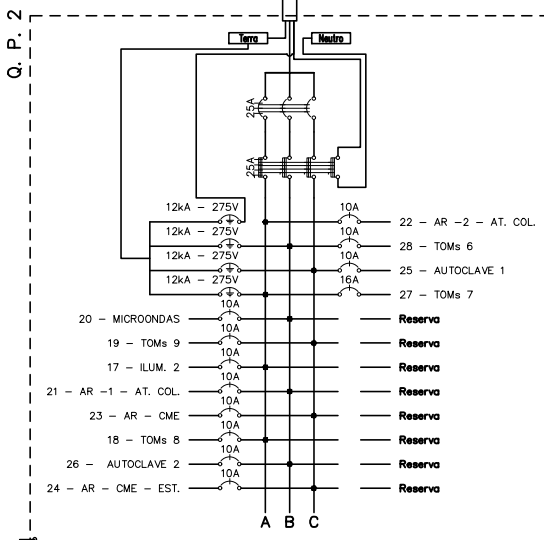 Q. P. 2
Terra
Neutro
25A
25A
12kA - 275V
10A
22 - AR -2 - AT. COL.
12kA - 275V
10A
28 - TOMs 6
12kA - 275V
10A
25 - AUTOCLAVE 1
12kA - 275V
16A
27 - TOMs 7
10A
20 - MICROONDAS
Reserva
10A
19 - TOMs 9
Reserva
10A
17 - ILUM. 2
Reserva
10A
21 - AR -1 - AT. COL.
Reserva
10A
23 - AR - CME
Reserva
10A
18 - TOMs 8
Reserva
10A
26 - AUTOCLAVE 2
Reserva
10A
24 - AR - CME - EST.
Reserva
A B C